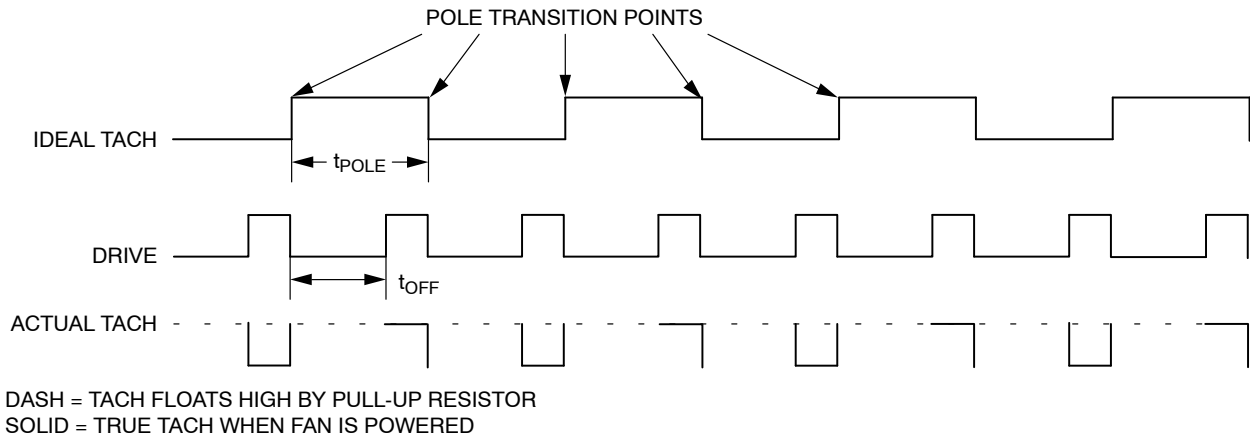 POLE TRANSITION POINTS
IDEAL TACH
tPOLE
DRIVE
tOFF
ACTUAL TACH
DASH = TACH FLOATS HIGH BY PULL-UP RESISTOR
SOLID = TRUE TACH WHEN FAN IS POWERED